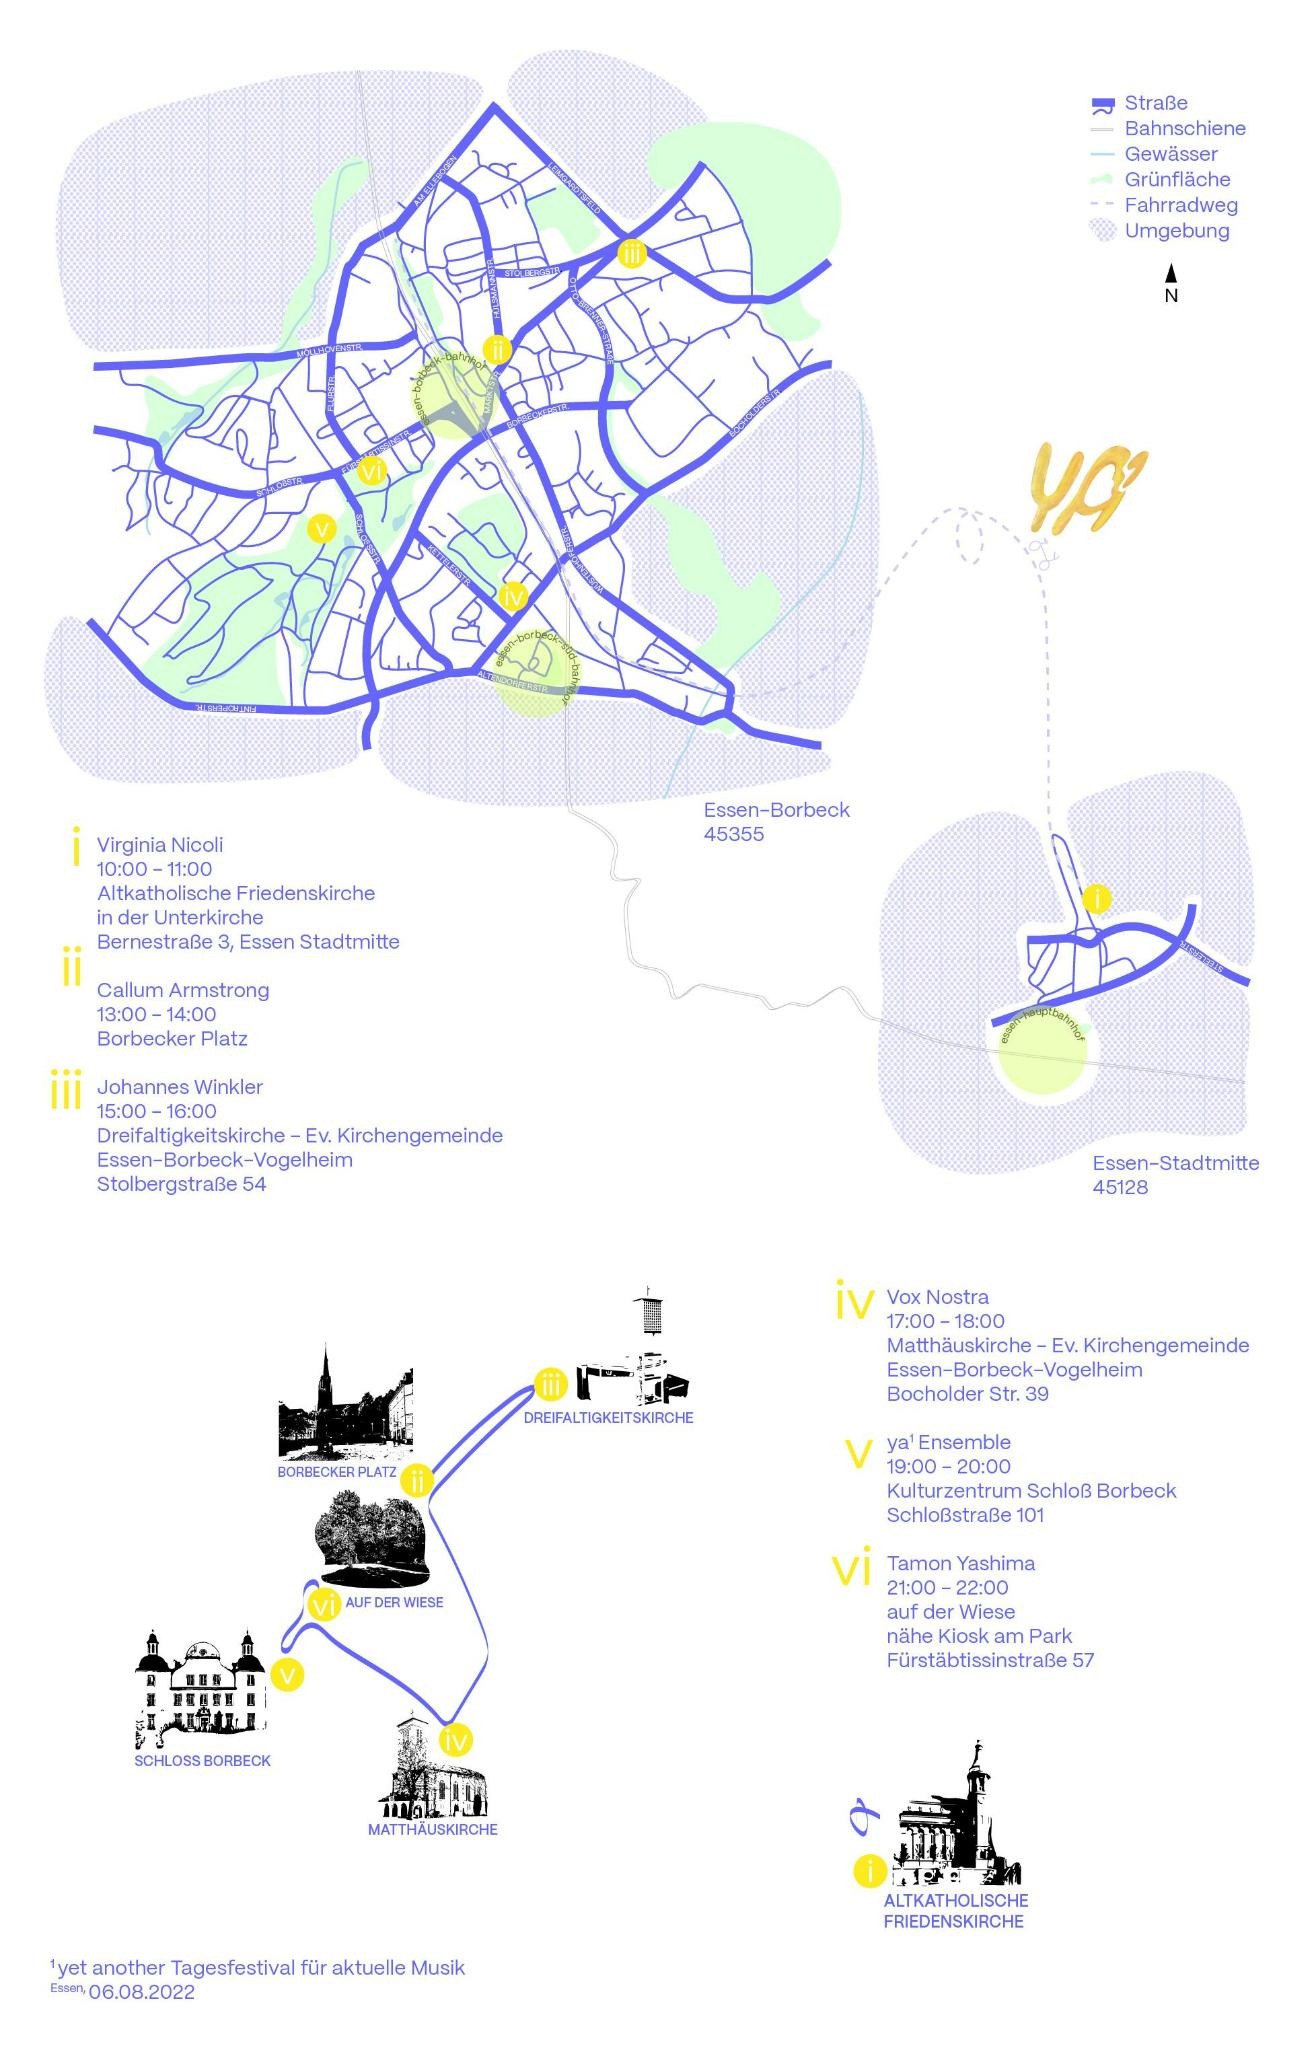 Straße
Bahnschiene
Gewässer
Grünfläche
Fahrradweg
Umgebung
N
AM ELLEBOGEN
LEIMGARDTSFELD
iii
STOLBERGSTR.
HÜLSMANNSTR.
OTTO-BRENNER-STRAßE
ii
MÖLLHOVENSTR.
essen-borbeck-bahnhof
MARKTSTR.
FLURSTR.
BORBECKERSTR.
BOCHOLDERSTR.
FÜRSTÄBTISSINSTR.
vi
SCHLOßSTR.
v
SCHLOßSTR.
KETTELERSTR.
WÜSTENHÖFERSTR.
iv
essen-borbeck-süd-bahnhof
ALTENDORFERSTR.
FINTROPERSTR.
ya¹
Essen-Borbeck
45355
i
STEELERSTR.
essen-hauptbahnhof
Essen-Stadtmitte
45128
i
Virginia Nicoli
10:00 – 11:00
Altkatholische Friedenskirche
in der Unterkirche
Bernestraße 3, Essen Stadtmitte
ii
Callum Armstrong
13:00 – 14:00
Borbecker Platz
iii
Johannes Winkler
15:00 – 16:00
Dreifaltigkeitskirche – Ev. Kirchengemeinde
Essen-Borbeck-Vogelheim
Stolbergstraße 54
iv
Vox Nostra
17:00 – 18:00
Matthäuskirche – Ev. Kirchengemeinde
Essen-Borbeck-Vogelheim
Bocholder Str. 39
v
ya¹ Ensemble
19:00 – 20:00
Kulturzentrum Schloß Borbeck
Schloßstraße 101
vi
Tamon Yashima
21:00 – 22:00
auf der Wiese
nähe Kiosk am Park
Fürstäbtissinstraße 57
iii
DREIFALTIGKEITSKIRCHE
BORBECKER PLATZ
ii
vi
AUF DER WIESE
v
SCHLOSS BORBECK
iv
MATTHÄUSKIRCHE
i
ALTKATHOLISCHE
FRIEDENSKIRCHE
¹yet another Tagesfestival für aktuelle Musik
Essen, 06.08.2022